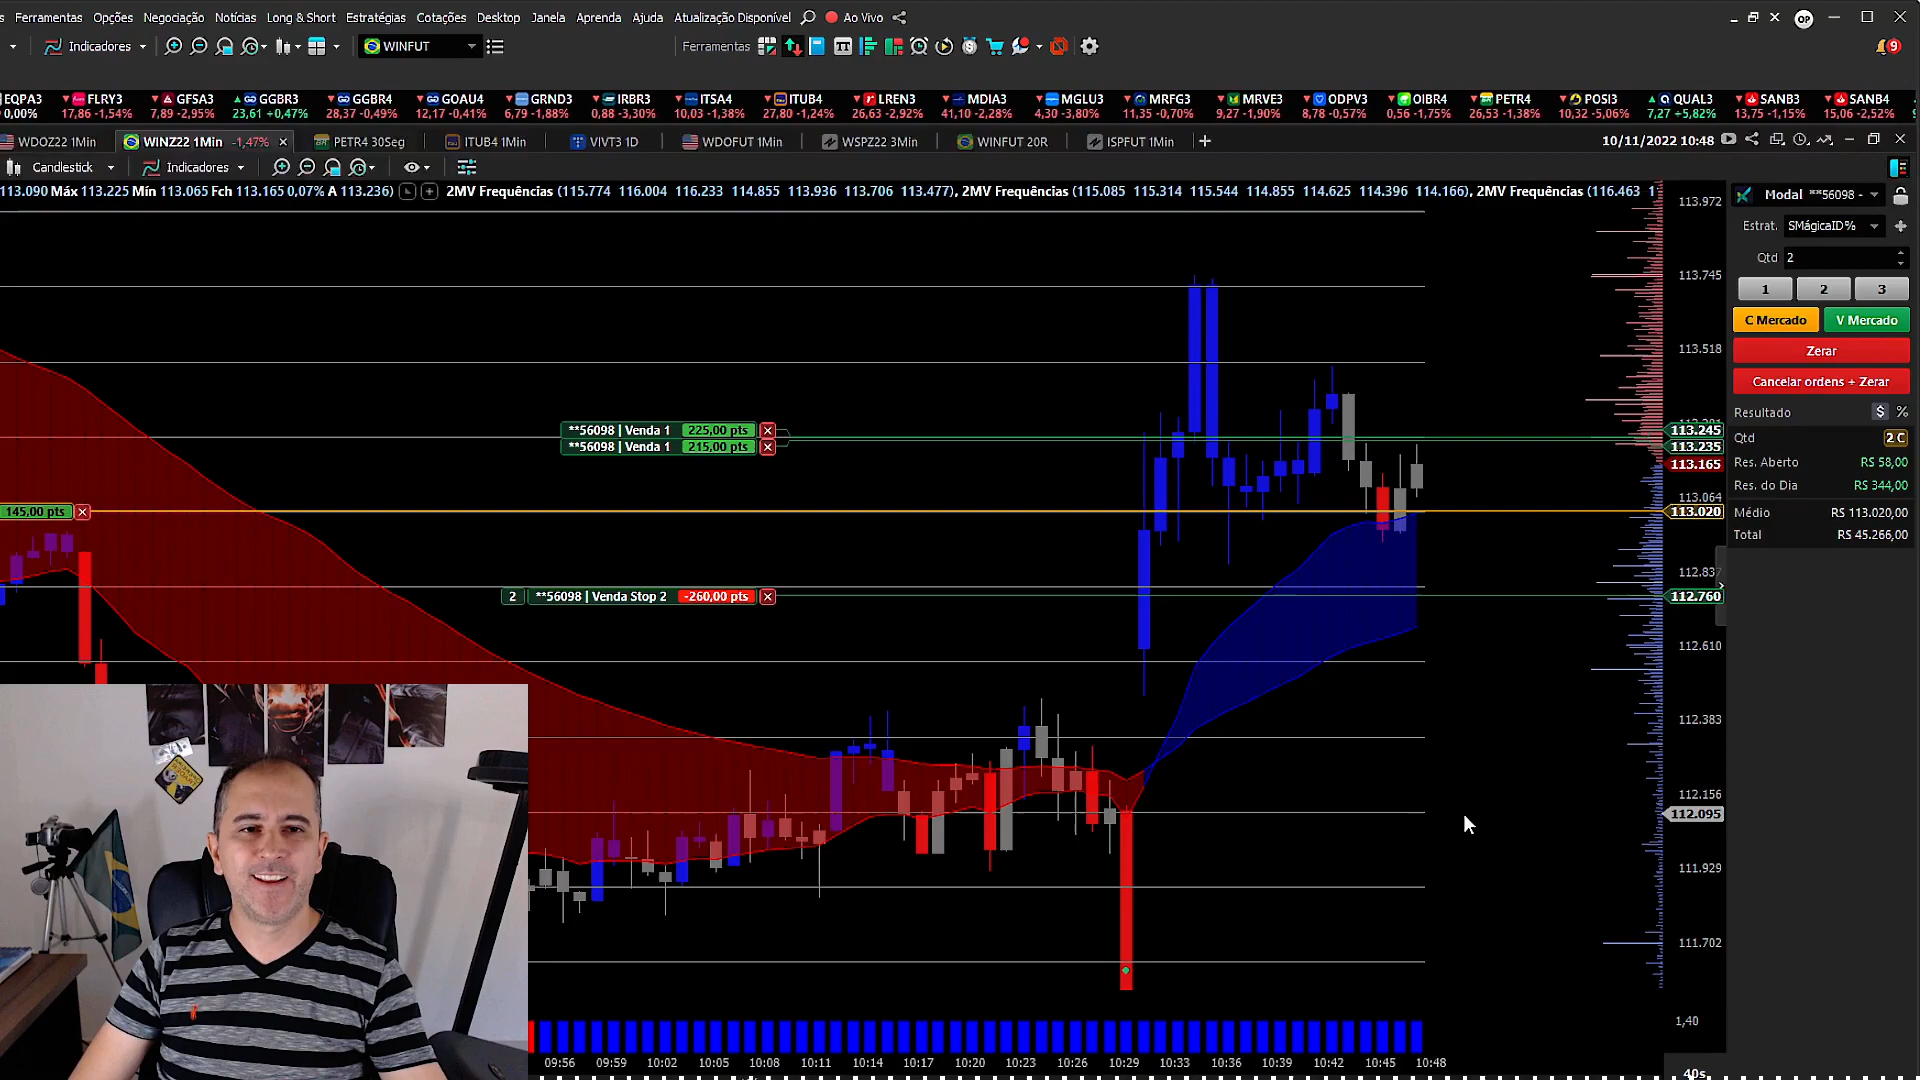 Ferramentas Opções Negociação Notícias Long & Short Estratégias Cotações Desktop Janela Aprenda Ajuda Atualização Disponível Ao Vivo OP
Indicadores WINFUT Ferramentas 9
EQPA3 FLRY3 GFSA3 GGBR3 GGBR4 GOAU4 GRND3 IRBR3 ITSA4 ITUB4 LREN3 MDIA3 MGLU3 MRFG3 MRVE3 ODPV3 OIBR4 PETR4 POSI3 QUAL3 SANB3 SANB4
0,00% 17,86 -1,54% 7,89 -2,95% 23,61 +0,47% 28,37 -0,49% 12,17 -0,41% 6,79 -1,88% 0,88 -3,30% 10,03 -1,38% 27,80 -1,24% 26,63 -2,92% 41,10 -2,28% 4,30 -3,80% 11,35 -0,70% 9,27 -1,90% 8,78 -0,57% 0,56 -1,75% 26,53 -1,38% 10,32 -5,06% 7,27 +5,82% 13,75 -1,15% 15,06 -2,52%
WDOZ22 1Min WINZ22 1Min -1,47% PETR4 30Seg ITUB4 1Min VIVT3 1D WDOFUT 1Min WSPZ22 3Min WINFUT 20R ISPFUT 1Min 10/11/2022 10:48
Candlestick Indicadores
113.090 Máx 113.225 Mín 113.065 Fch 113.165 0,07% A 113.236) 2MV Frequências (115.774 116.004 116.233 114.855 113.936 113.706 113.477), 2MV Frequências (115.085 115.314 115.544 114.855 114.625 114.396 114.166), 2MV Frequências (116.463
113.972
113.745
113.518
113.245
113.235
113.165
113.064
113.020
112.837
112.760
112.610
112.383
112.156
112.095
111.929
111.702
1,40
40s
**56098 | Venda 1 225,00 pts
**56098 | Venda 1 215,00 pts
145,00 pts
2 **56098 | Venda Stop 2 -260,00 pts
09:56 09:59 10:02 10:05 10:08 10:11 10:14 10:17 10:20 10:23 10:26 10:29 10:33 10:36 10:39 10:42 10:45 10:48
Modal **56098 -
Estrat. SMágicaID%
Qtd 2
1 2 3
C Mercado V Mercado
Zerar
Cancelar ordens + Zerar
Resultado $ %
Qtd 2 C
Res. Aberto R$ 58,00
Res. do Dia R$ 344,00
Médio R$ 113.020,00
Total R$ 45.266,00